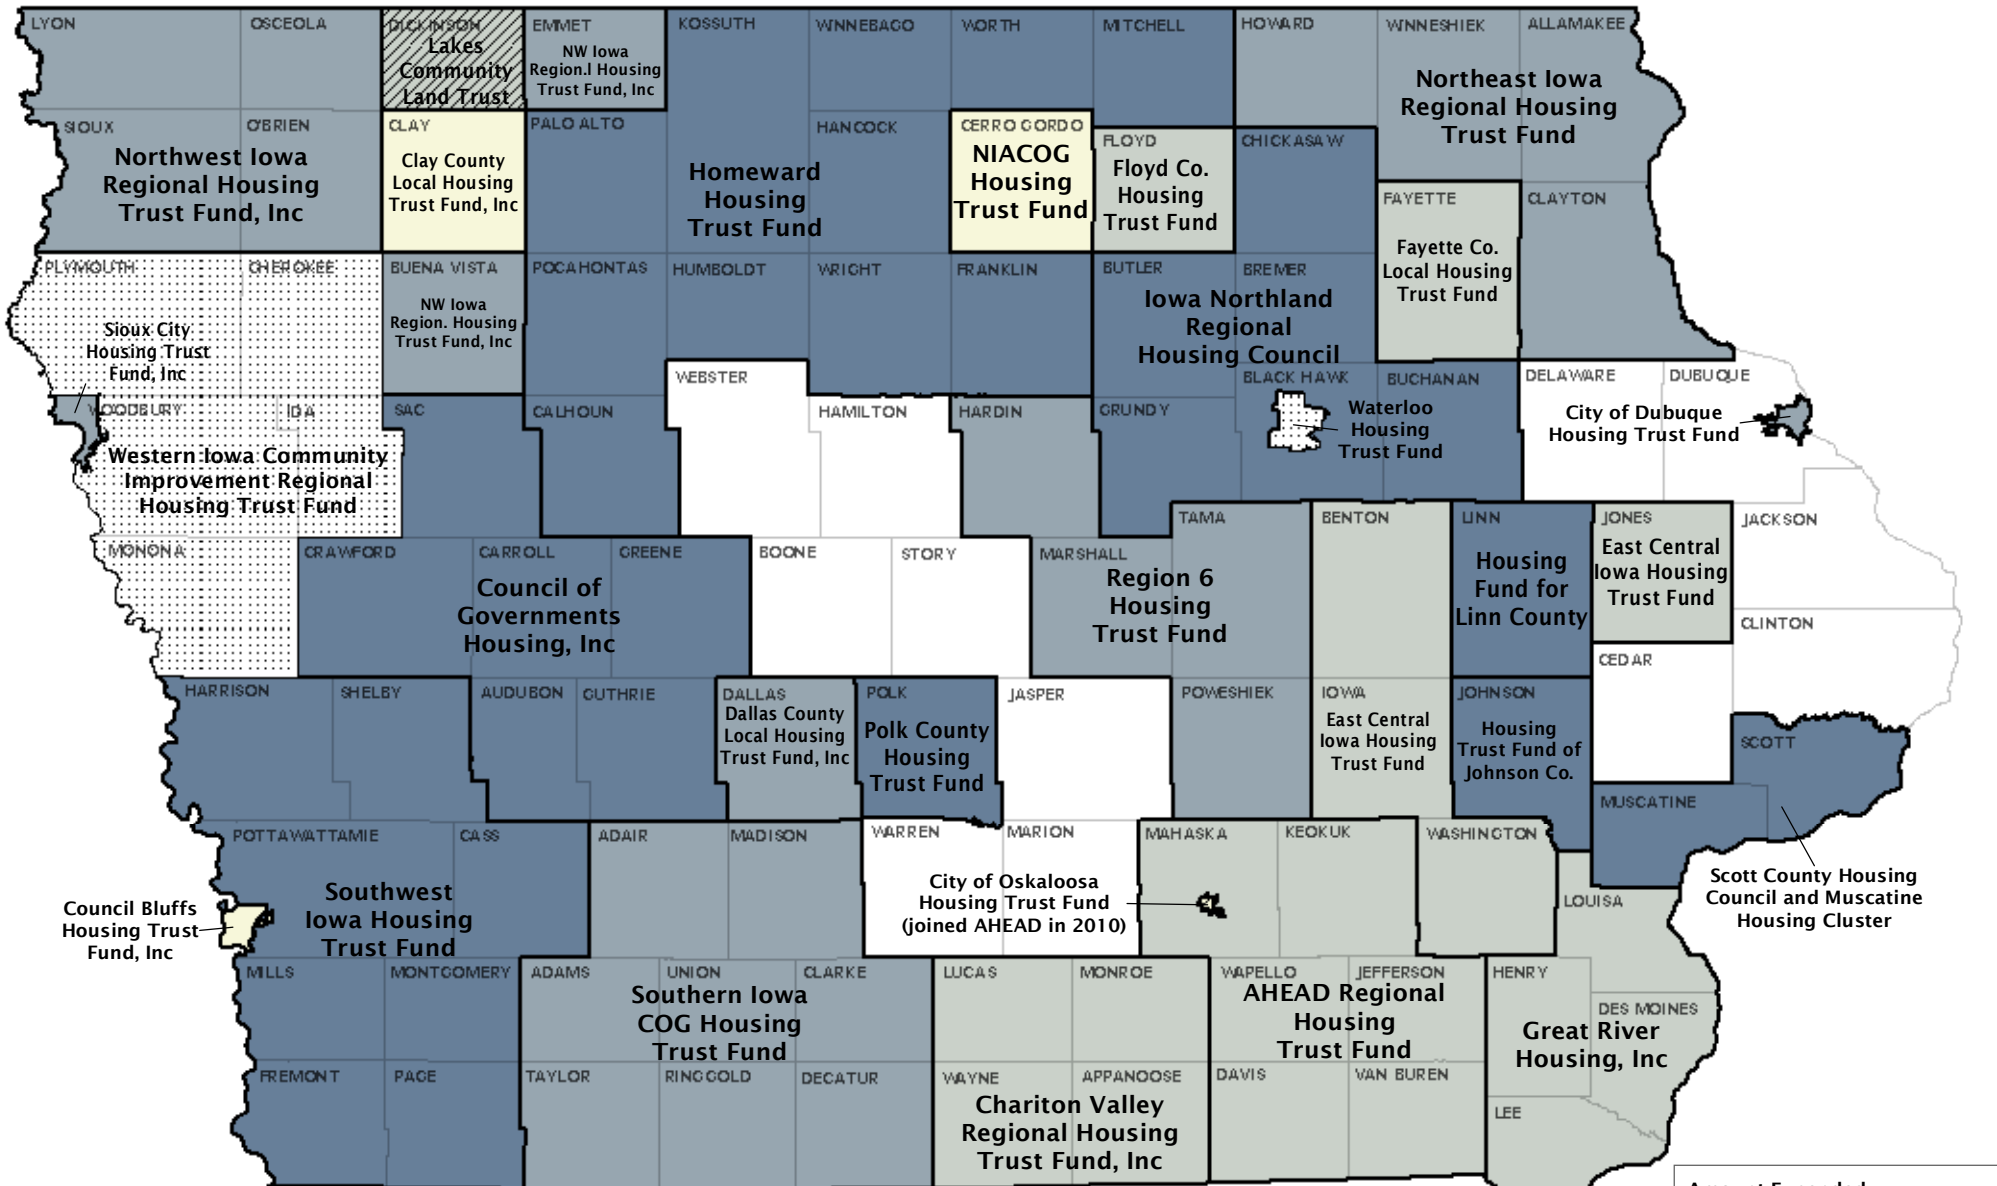 LYON
OSCEOLA
DICKINSON
Lakes
Community
Land Trust
EMMET
NW Iowa
Region.l Housing
Trust Fund, Inc
KOSSUTH
WINNEBAGO
WORTH
MITCHELL
HOWARD
WINNESHIEK
ALLAMAKEE
Northeast Iowa
Regional Housing
Trust Fund
SIOUX
O'BRIEN
Northwest Iowa
Regional Housing
Trust Fund, Inc
CLAY
Clay County
Local Housing
Trust Fund, Inc
PALO ALTO
HANCOCK
Homeward
Housing
Trust Fund
CERRO GORDO
NIACOG
Housing
Trust Fund
FLOYD
Floyd Co.
Housing
Trust Fund
CHICKASAW
FAYETTE
Fayette Co.
Local Housing
Trust Fund
CLAYTON
PLYMOUTH
CHEROKEE
BUENA VISTA
NW Iowa
Region. Housing
Trust Fund, Inc
POCAHONTAS
HUMBOLDT
WRIGHT
FRANKLIN
BUTLER
BREMER
Iowa Northland
Regional
Housing Council
Sioux City
Housing Trust
Fund, Inc
WOODBURY
IDA
Western Iowa Community
Improvement Regional
Housing Trust Fund
SAC
CALHOUN
WEBSTER
HAMILTON
HARDIN
GRUNDY
BLACK HAWK
Waterloo
Housing
Trust Fund
BUCHANAN
DELAWARE
DUBUQUE
City of Dubuque
Housing Trust Fund
MONONA
CRAWFORD
CARROLL
GREENE
Council of
Governments
Housing, Inc
BOONE
STORY
MARSHALL
TAMA
Region 6
Housing
Trust Fund
BENTON
LINN
Housing
Fund for
Linn County
JONES
East Central
Iowa Housing
Trust Fund
JACKSON
CLINTON
CEDAR
HARRISON
SHELBY
AUDUBON
GUTHRIE
DALLAS
Dallas County
Local Housing
Trust Fund, Inc
POLK
Polk County
Housing
Trust Fund
JASPER
POWESHIEK
IOWA
East Central
Iowa Housing
Trust Fund
JOHNSON
Housing
Trust Fund of
Johnson Co.
SCOTT
MUSCATINE
Scott County Housing
Council and Muscatine
Housing Cluster
POTTAWATTAMIE
CASS
Southwest
Iowa Housing
Trust Fund
Council Bluffs
Housing Trust
Fund, Inc
ADAIR
MADISON
WARREN
MARION
City of Oskaloosa
Housing Trust Fund
(joined AHEAD in 2010)
MAHASKA
KEOKUK
WASHINGTON
LOUISA
MILLS
MONTGOMERY
ADAMS
UNION
CLARKE
Southern Iowa
COG Housing
Trust Fund
LUCAS
MONROE
WAPELLO
JEFFERSON
AHEAD Regional
Housing
Trust Fund
HENRY
DES MOINES
Great River
Housing, Inc
FREMONT
PAGE
TAYLOR
RINGGOLD
DECATUR
WAYNE
APPANOOSE
Chariton Valley
Regional Housing
Trust Fund, Inc
DAVIS
VAN BUREN
LEE